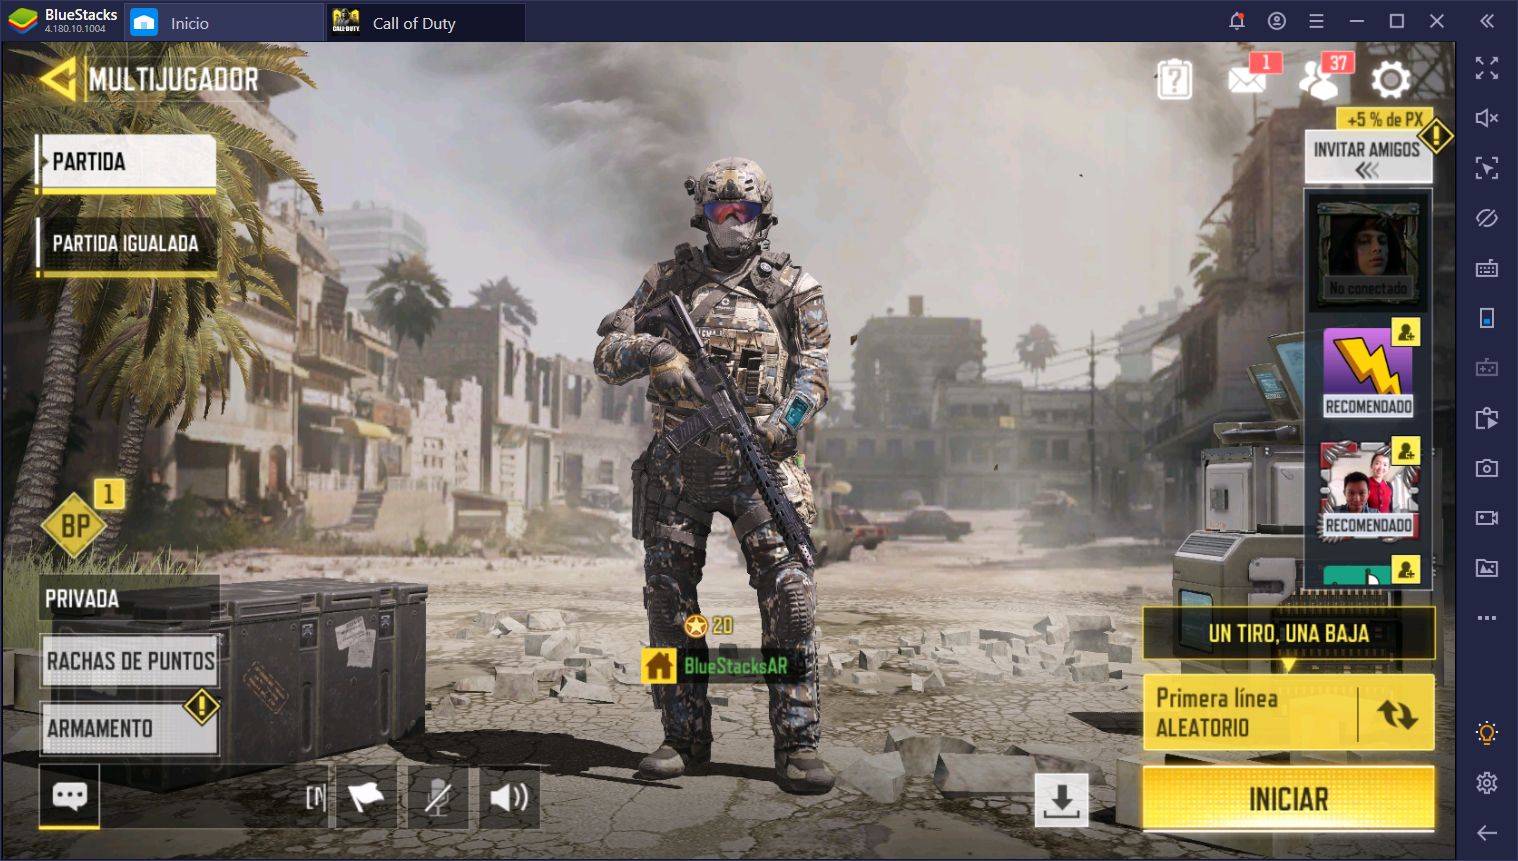 BlueStacks
4.180.10.1004
Inicio
Call of Duty
MULTIJUGADOR
1
37
+5 % de PX
INVITAR AMIGOS
PARTIDA
PARTIDA IGUALADA
No conectado
RECOMENDADO
RECOMENDADO
1
BP
PRIVADA
RACHAS DE PUNTOS
ARMAMENTO
20
BlueStacksAR
UN TIRO, UNA BAJA
Primera línea
ALEATORIO
INICIAR